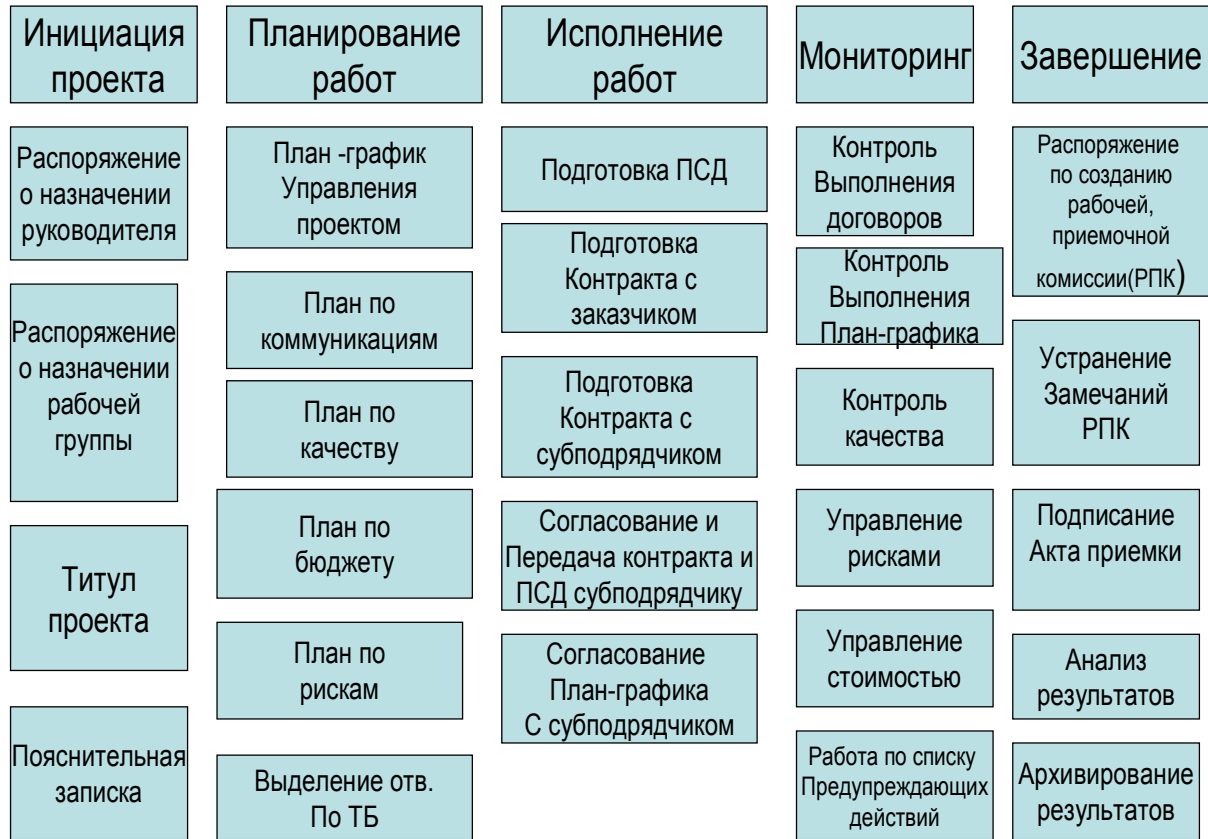 Инициация
проекта
Распоряжение
о назначении
руководителя
Распоряжение
о назначении
рабочей
группы
Титул
проекта
Пояснительная
записка
Планирование
работ
План -график
Управления
проектом
План по
коммуникациям
План по
качеству
План по
бюджету
План по
рискам
Выделение отв.
По ТБ
Исполнение
работ
Подготовка ПСД
Подготовка
Контракта с
заказчиком
Подготовка
Контракта с
субподрядчиком
Согласование и
Передача контракта и
ПСД субподрядчику
Согласование
План-графика
С субподрядчиком
Мониторинг
Контроль
Выполнения
договоров
Контроль
Выполнения
План-графика
Контроль
качества
Управление
рисками
Управление
стоимостью
Работа по списку
Предупреждающих
действий
Завершение
Распоряжение
по созданию
рабочей,
приемочной
комиссии(РПК)
Устранение
Замечаний
РПК
Подписание
Акта приемки
Анализ
результатов
Архивирование
результатов